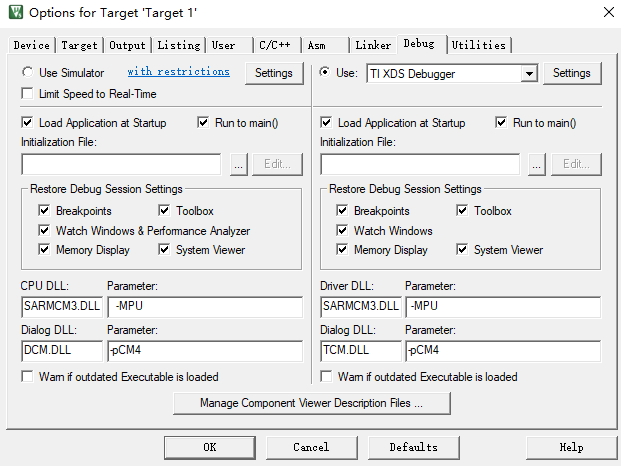 Options for Target 'Target 1'
Device Target Output Listing User C/C++ Asm Linker Debug Utilities
Use Simulator with restrictions Settings
Limit Speed to Real-Time
Use: TI XDS Debugger Settings
Load Application at Startup Run to main()
Initialization File:
... Edit...
Load Application at Startup Run to main()
Initialization File:
... Edit...
Restore Debug Session Settings
Breakpoints Toolbox
Watch Windows & Performance Analyzer
Memory Display System Viewer
Restore Debug Session Settings
Breakpoints Toolbox
Watch Windows
Memory Display System Viewer
CPU DLL: Parameter:
SARMCM3.DLL -MPU
Dialog DLL: Parameter:
DCM.DLL -pCM4
Warn if outdated Executable is loaded
Driver DLL: Parameter:
SARMCM3.DLL -MPU
Dialog DLL: Parameter:
TCM.DLL -pCM4
Warn if outdated Executable is loaded
Manage Component Viewer Description Files ...
OK Cancel Defaults Help